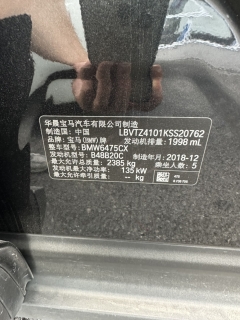 华晨宝马汽车有限公司制造
制造国：中国 LBVTZ4101KSS20762
品牌：宝马（BMW）牌 发动机排量：1998 mL
整车型号：BMW6475CX
发动机型号：B48B20C 制造年月：2018-12
最大允许总质量：2385 kg 乘坐人数：5
发动机最大净功率：135 kW
最大允许牵引质量：-- kg